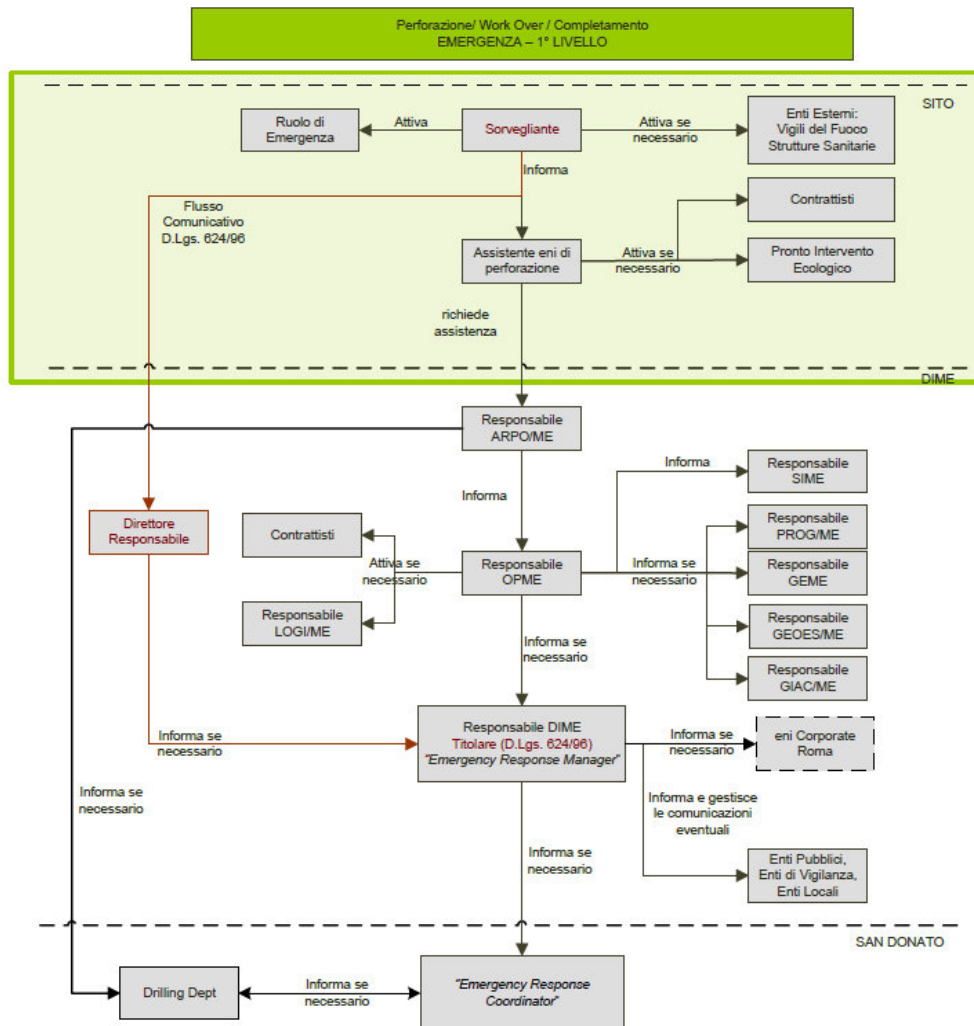 Perforazione/ Work Over / Completamento
EMERGENZA – 1° LIVELLO
SITO
Ruolo di
Emergenza
Attiva
Sorvegliante
Attiva se
necessario
Enti Esterni:
Vigili del Fuoco
Strutture Sanitarie
Informa
Flusso
Comunicativo
D.Lgs. 624/96
Contrattisti
Assistente eni di
perforazione
Attiva se
necessario
Pronto Intervento
Ecologico
richiede
assistenza
DIME
Responsabile
ARPO/ME
Informa
Informa
Responsabile
SIME
Direttore
Responsabile
Contrattisti
Attiva se
necessario
Responsabile
OPME
Informa se
necessario
Responsabile
PROG/ME
Responsabile
GEME
Responsabile
LOGI/ME
Responsabile
GEOES/ME
Informa se
necessario
Responsabile
GIAC/ME
Informa se
necessario
Responsabile DIME
Titolare (D.Lgs. 624/96)
"Emergency Response Manager"
Informa se
necessario
eni Corporate
Roma
Informa se
necessario
Informa e gestisce
le comunicazioni
eventuali
Informa se
necessario
Enti Pubblici,
Enti di Vigilanza,
Enti Locali
SAN DONATO
Drilling Dept
Informa se
necessario
"Emergency Response
Coordinator"